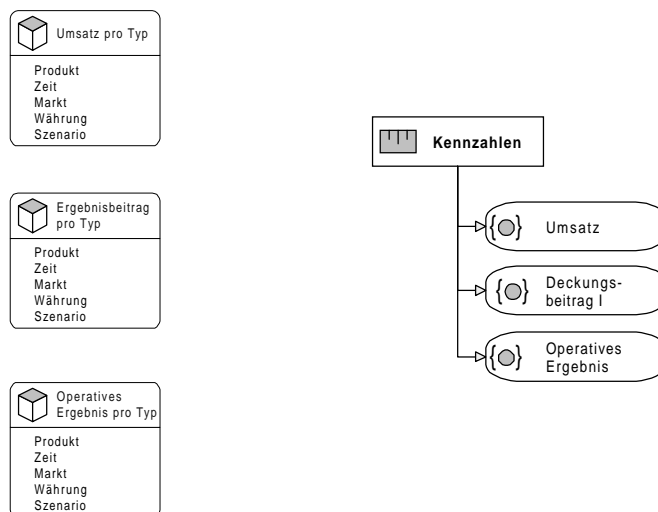 Umsatz pro Typ
Produkt
Zeit
Markt
Währung
Szenario
Ergebnisbeitrag
pro Typ
Produkt
Zeit
Markt
Währung
Szenario
Operatives
Ergebnis pro Typ
Produkt
Zeit
Markt
Währung
Szenario
Kennzahlen
{ } Umsatz
{ } Deckungs-
beitrag I
{ } Operatives
Ergebnis